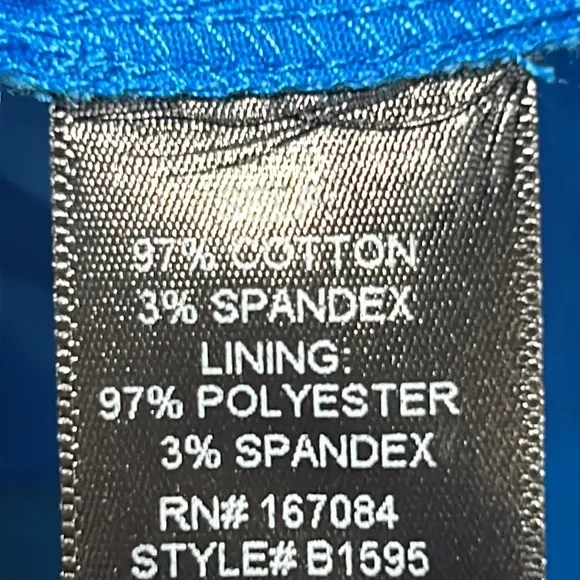 97% COTTON
3% SPANDEX
LINING:
97% POLYESTER
3% SPANDEX
RN# 167084
STYLE# B1595